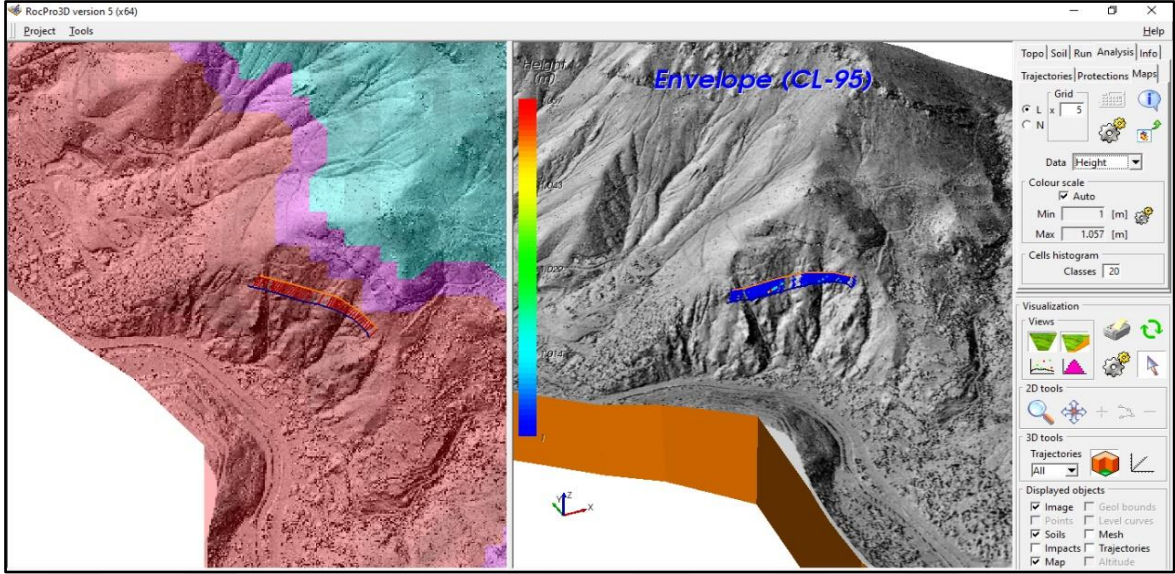 RocPro3D version 5 (x64)
Project Tools
Help
Envelope (CL-95)
Height
(m)
1.014
1
Z
Y
X
Topo Soil Run Analysis Info
Trajectories Protections Maps
Grid
L x 5
N
Data Height
Colour scale
Auto
Min 1 [m]
Max 1.057 [m]
Cells histogram
Classes 20
Visualization
Views
2D tools
3D tools
Trajectories
All
Displayed objects
Image Geol bounds
Points Level curves
Soils Mesh
Impacts Trajectories
Map Altitude